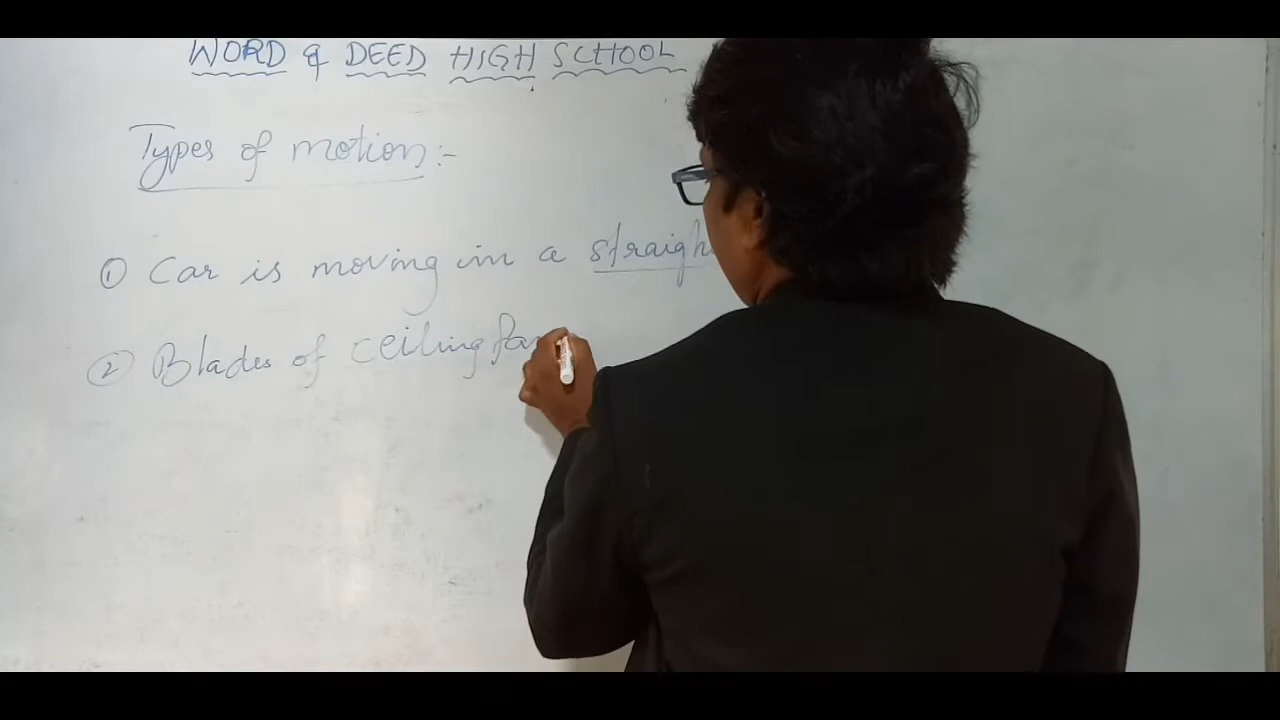 WORD & DEED HIGH SCHOOL
Types of motion:-
① Car is moving in a straigh
② Blades of ceiling fan